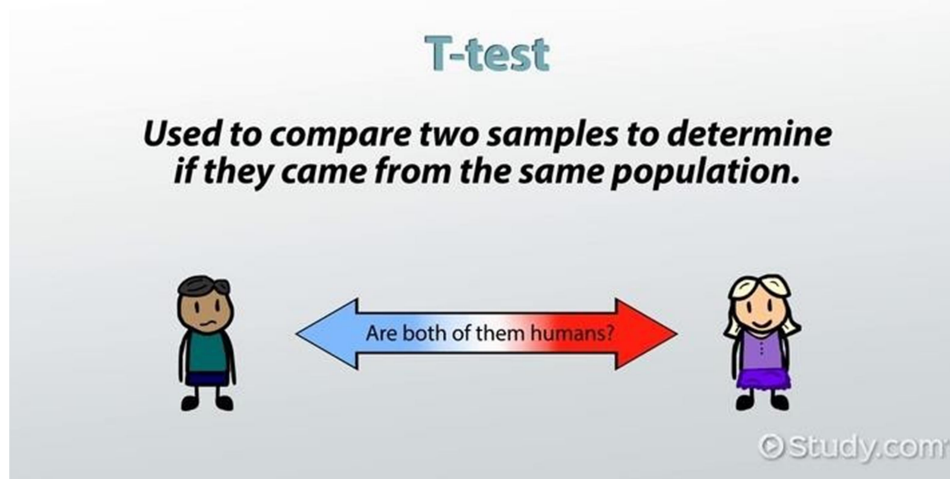 T-test
Used to compare two samples to determine
if they came from the same population.
Are both of them humans?
Study.com